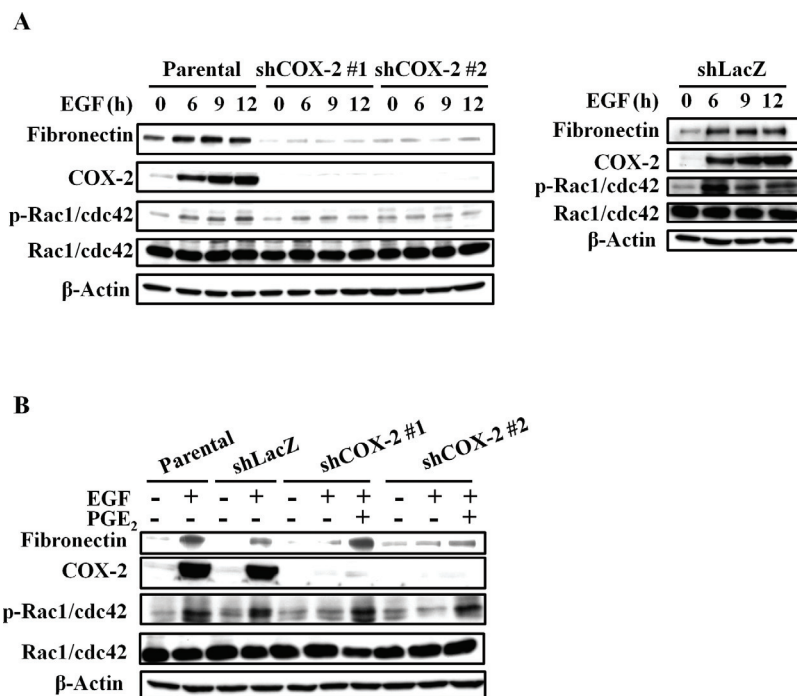 A
Parental shCOX-2 #1 shCOX-2 #2
EGF (h) 0 6 9 12 0 6 9 12 0 6 9 12
Fibronectin
COX-2
p-Rac1/cdc42
Rac1/cdc42
β-Actin
shLacZ
EGF (h) 0 6 9 12
Fibronectin
COX-2
p-Rac1/cdc42
Rac1/cdc42
β-Actin
B
Parental shLacZ shCOX-2 #1 shCOX-2 #2
EGF - + - + - + + - + +
PGE₂ - - - - - - + - - +
Fibronectin
COX-2
p-Rac1/cdc42
Rac1/cdc42
β-Actin